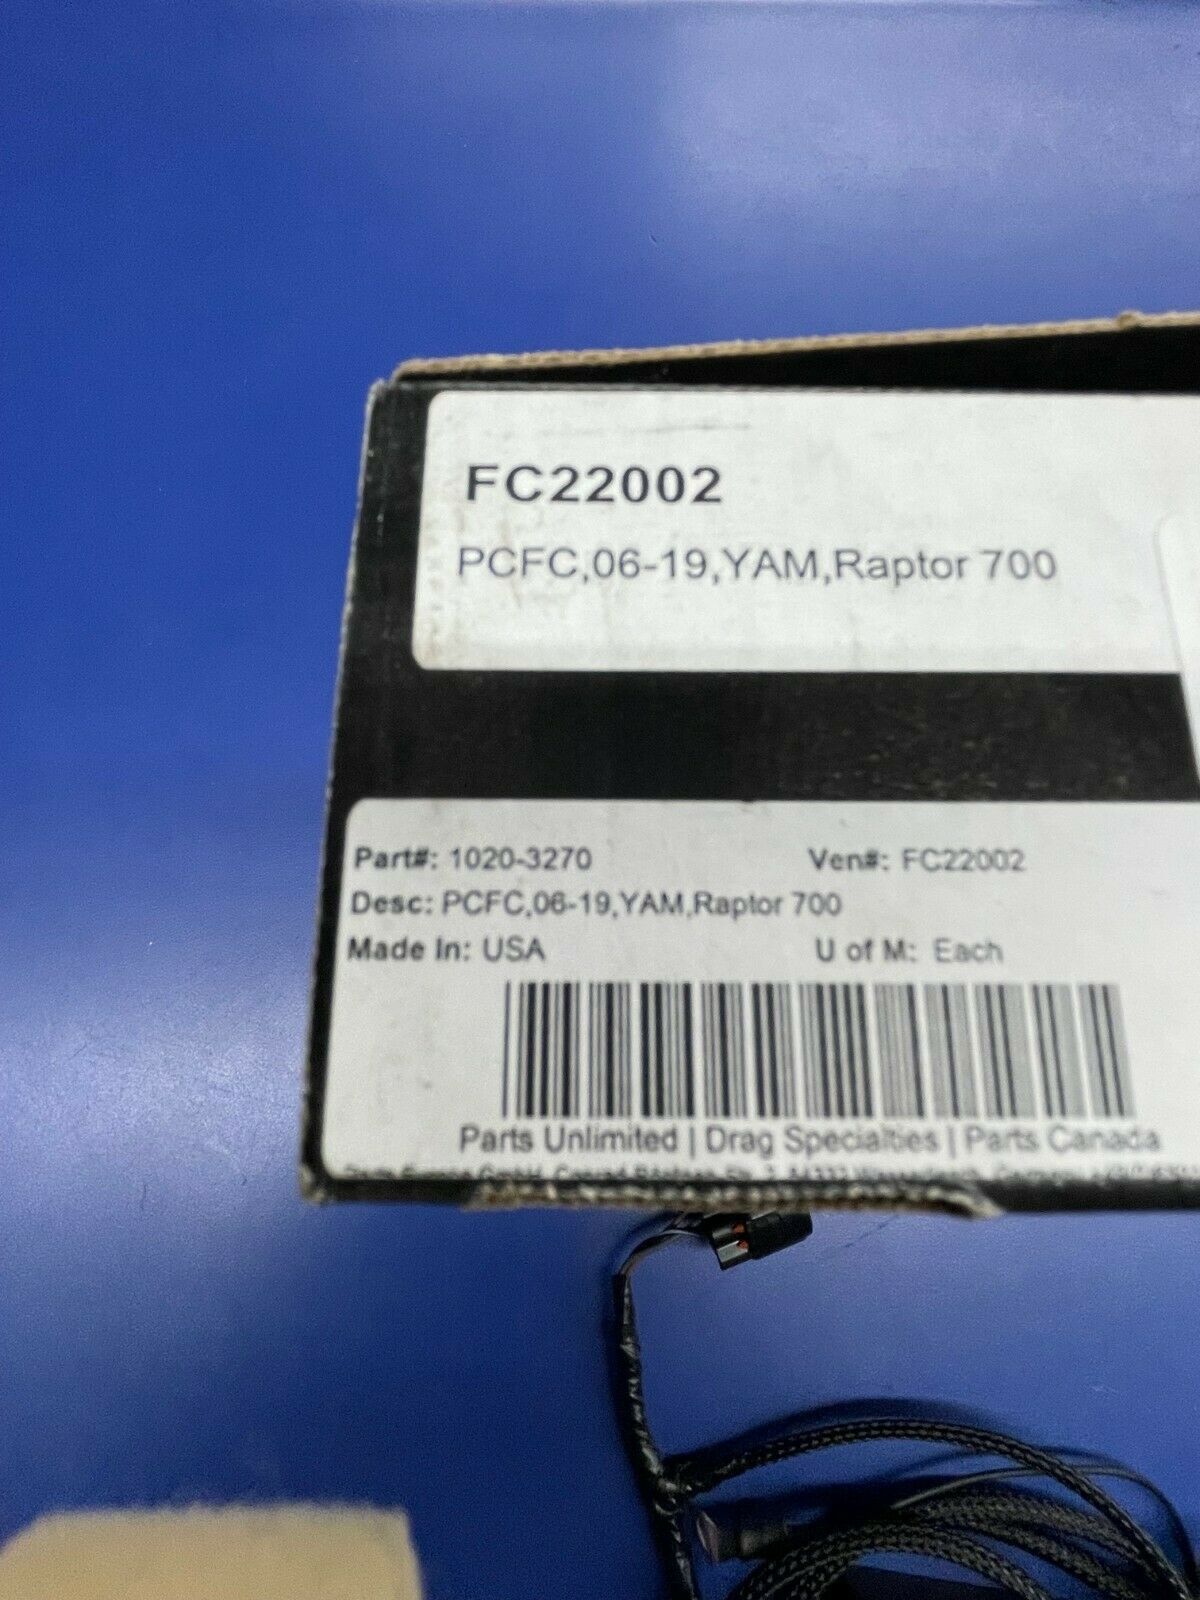 FC22002
PCFC,06-19,YAM,Raptor 700
Part#: 1020-3270 Ven#: FC22002
Desc: PCFC,06-19,YAM,Raptor 700
Made In: USA U of M: Each
Parts Unlimited | Drag Specialties | Parts Canada